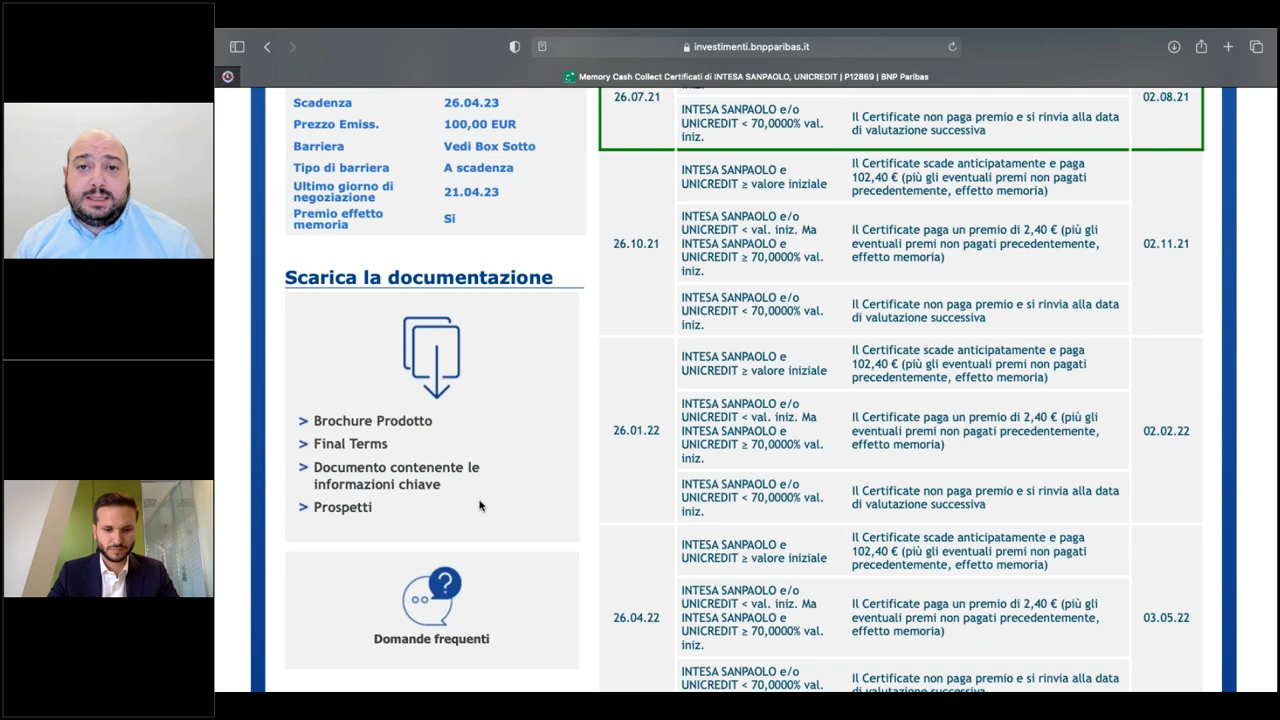 investimenti.bnpparibas.it
Memory Cash Collect Certificati di INTESA SANPAOLO, UNICREDIT | P12869 | BNP Paribas
Scadenza 26.04.23
Prezzo Emiss. 100,00 EUR
Barriera Vedi Box Sotto
Tipo di barriera A scadenza
Ultimo giorno di
negoziazione 21.04.23
Premio effetto
memoria Si
Scarica la documentazione
> Brochure Prodotto
> Final Terms
> Documento contenente le
informazioni chiave
> Prospetti
?
Domande frequenti
26.07.21
iniz.
INTESA SANPAOLO e/o
UNICREDIT < 70,0000% val.
iniz.
Il Certificate non paga premio e si rinvia alla data
di valutazione successiva
02.08.21
26.10.21
INTESA SANPAOLO e
UNICREDIT ≥ valore iniziale
Il Certificate scade anticipatamente e paga
102,40 € (più gli eventuali premi non pagati
precedentemente, effetto memoria)
INTESA SANPAOLO e/o
UNICREDIT < val. iniz. Ma
INTESA SANPAOLO e
UNICREDIT ≥ 70,0000% val.
iniz.
Il Certificate paga un premio di 2,40 € (più gli
eventuali premi non pagati precedentemente,
effetto memoria)
INTESA SANPAOLO e/o
UNICREDIT < 70,0000% val.
iniz.
Il Certificate non paga premio e si rinvia alla data
di valutazione successiva
02.11.21
26.01.22
INTESA SANPAOLO e
UNICREDIT ≥ valore iniziale
Il Certificate scade anticipatamente e paga
102,40 € (più gli eventuali premi non pagati
precedentemente, effetto memoria)
INTESA SANPAOLO e/o
UNICREDIT < val. iniz. Ma
INTESA SANPAOLO e
UNICREDIT ≥ 70,0000% val.
iniz.
Il Certificate paga un premio di 2,40 € (più gli
eventuali premi non pagati precedentemente,
effetto memoria)
INTESA SANPAOLO e/o
UNICREDIT < 70,0000% val.
iniz.
Il Certificate non paga premio e si rinvia alla data
di valutazione successiva
02.02.22
26.04.22
INTESA SANPAOLO e
UNICREDIT ≥ valore iniziale
Il Certificate scade anticipatamente e paga
102,40 € (più gli eventuali premi non pagati
precedentemente, effetto memoria)
INTESA SANPAOLO e/o
UNICREDIT < val. iniz. Ma
INTESA SANPAOLO e
UNICREDIT ≥ 70,0000% val.
iniz.
Il Certificate paga un premio di 2,40 € (più gli
eventuali premi non pagati precedentemente,
effetto memoria)
INTESA SANPAOLO e/o
UNICREDIT < 70,0000% val.
Il Certificate non paga premio e si rinvia alla data
di valutazione successiva
03.05.22